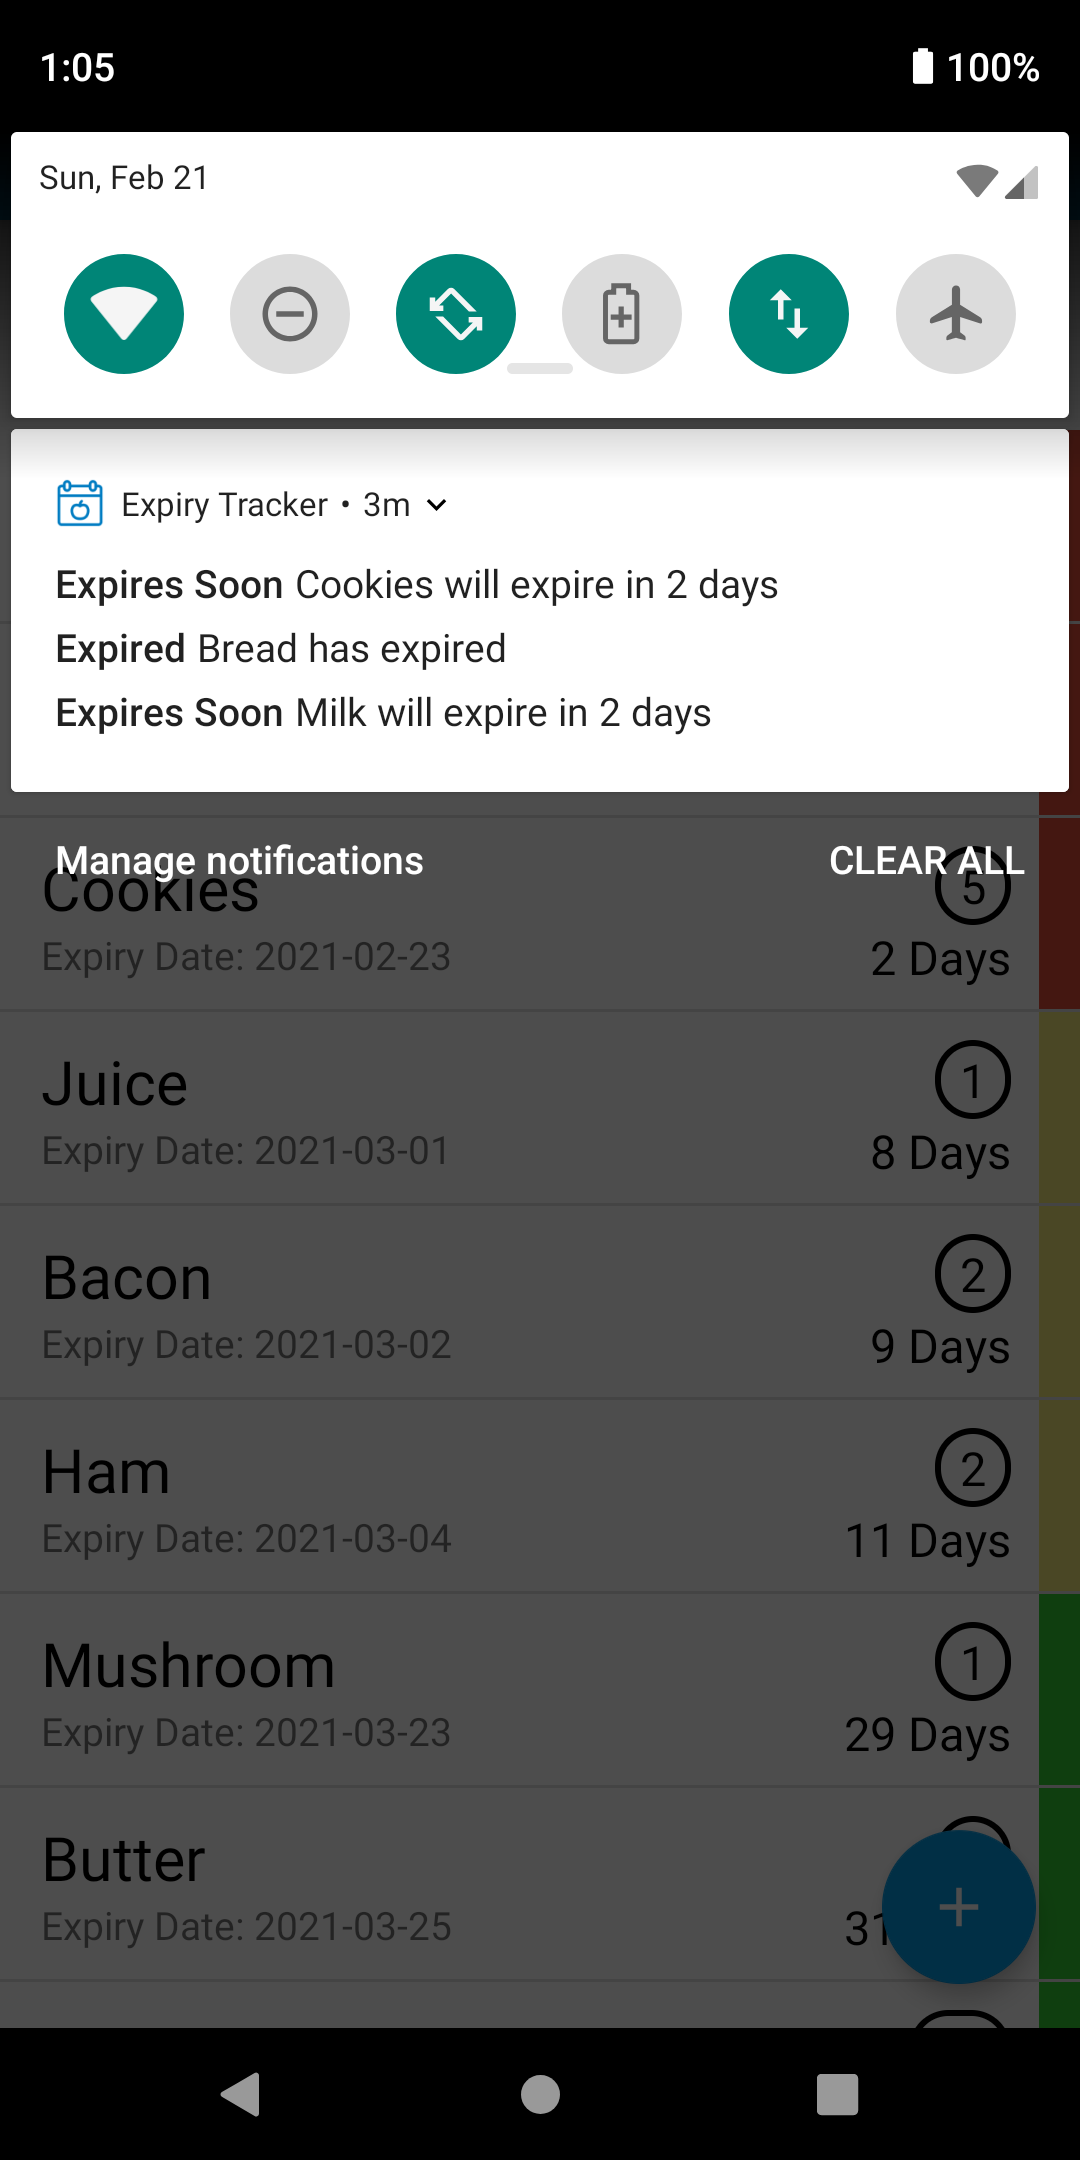 1:05
100%
Sun, Feb 21
Expiry Tracker • 3m
Expires Soon Cookies will expire in 2 days
Expired Bread has expired
Expires Soon Milk will expire in 2 days
Manage notifications
CLEAR ALL
Cookies
5
Expiry Date: 2021-02-23
2 Days
Juice
1
Expiry Date: 2021-03-01
8 Days
Bacon
2
Expiry Date: 2021-03-02
9 Days
Ham
2
Expiry Date: 2021-03-04
11 Days
Mushroom
1
Expiry Date: 2021-03-23
29 Days
Butter
Expiry Date: 2021-03-25
31